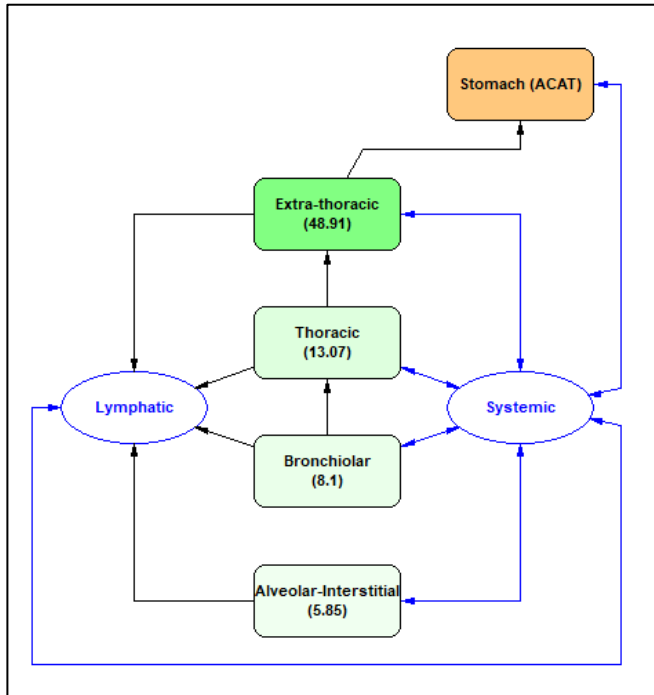 Stomach (ACAT)
Extra-thoracic
(48.91)
Thoracic
(13.07)
Lymphatic
Systemic
Bronchiolar
(8.1)
Alveolar-Interstitial
(5.85)